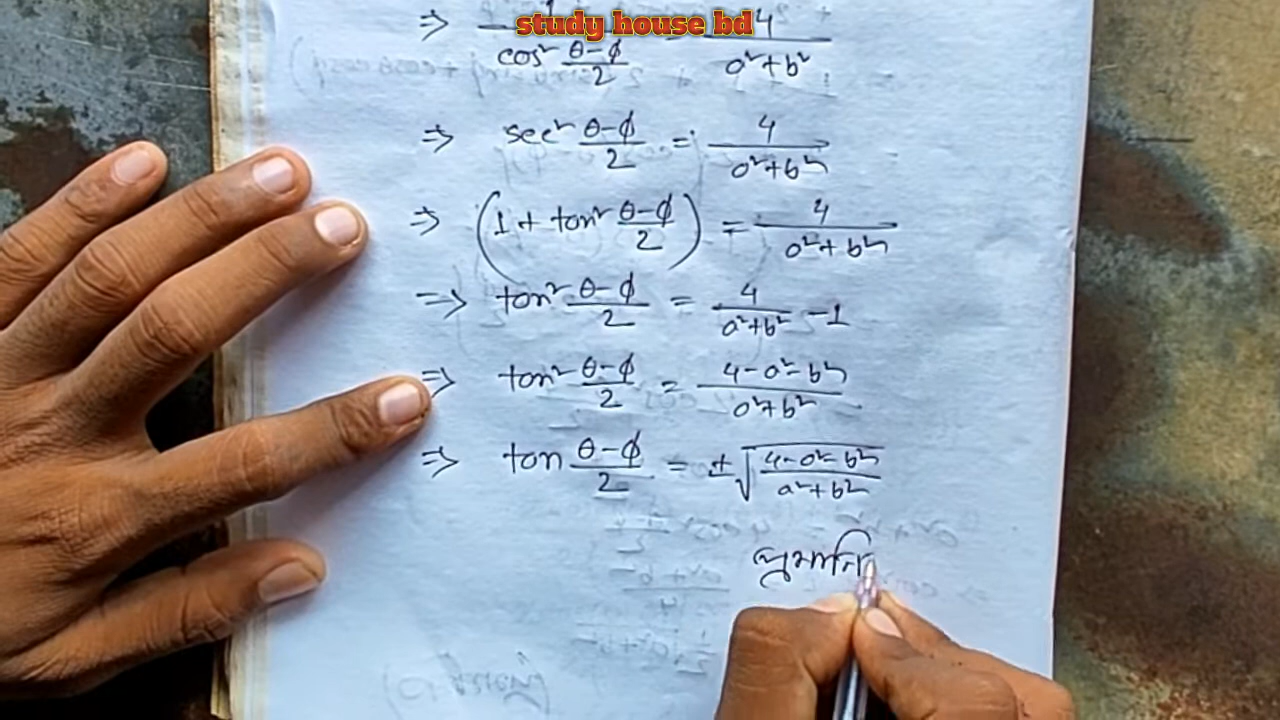 study house bd
⇒ 1/(cos² (θ-ϕ)/2) = 4/(a²+b²)
⇒ sec² (θ-ϕ)/2 = 4/(a²+b²)
⇒ (1 + tan² (θ-ϕ)/2) = 4/(a²+b²)
⇒ tan² (θ-ϕ)/2 = 4/(a²+b²) -1
⇒ tan² (θ-ϕ)/2 = (4-a²-b²)/(a²+b²)
⇒ tan (θ-ϕ)/2 = ±√((4-a²-b²)/(a²+b²))
প্রমানি